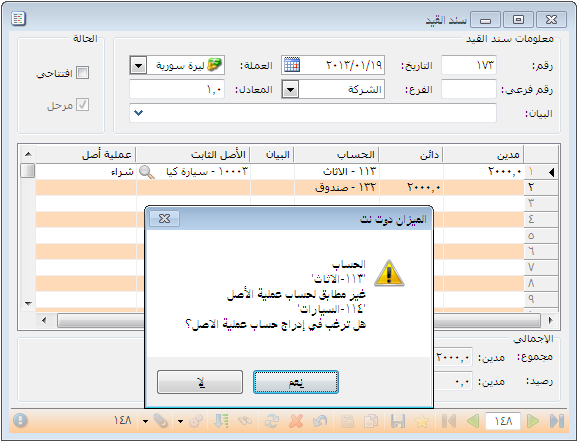 سند القيد
معلومات سند القيد
رقم: ١٧٣ التاريخ: ٢٠١٣/٠١/١٩ العملة: ليرة سورية
رقم فرعي: الفرع: الشركة المعادل: ١,٠
البيان:
الحالة
افتتاحي
مرحل
مدين دائن الحساب البيان الأصل الثابت عملية أصل
١ ٢٠٠٠,٠ ١١٣ - الاثاث ١٠٠٠٣ - سيارة كيا شراء
٢ ٢٠٠٠,٠ ١٣٢ - صندوق
٣
٤
٥
٦
٧
٨
٩
الميزان دوت نت
الحساب
'١١٣-الاثاث'
غير مطابق لحساب عملية الأصل
'١١٤-السيارات'
هل ترغب في إدراج حساب عملية الاصل؟
نعم
لا
الإجمالي
مجموع: مدين: ٢٠٠٠,٠
رصيد: مدين: ٠,٠
١٤٨
١٤٨